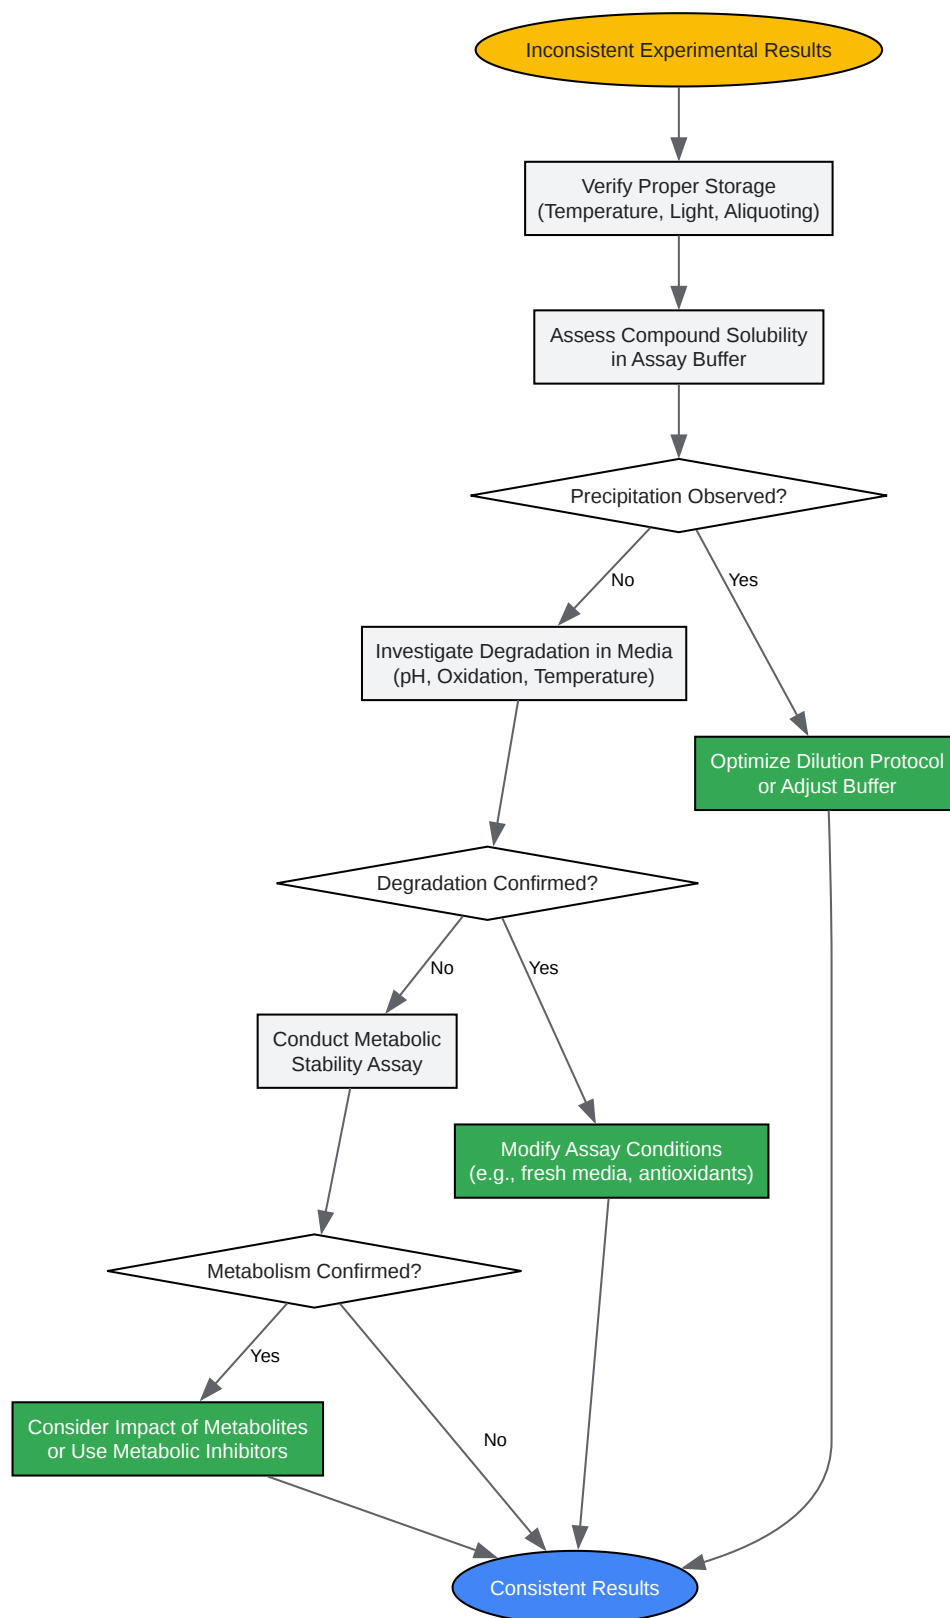 Inconsistent Experimental Results
Verify Proper Storage
(Temperature, Light, Aliquoting)
Assess Compound Solubility
in Assay Buffer
Precipitation Observed?
No
Yes
Investigate Degradation in Media
(pH, Oxidation, Temperature)
Optimize Dilution Protocol
or Adjust Buffer
Degradation Confirmed?
No
Yes
Conduct Metabolic
Stability Assay
Modify Assay Conditions
(e.g., fresh media, antioxidants)
Metabolism Confirmed?
Yes
No
Consider Impact of Metabolites
or Use Metabolic Inhibitors
Consistent Results